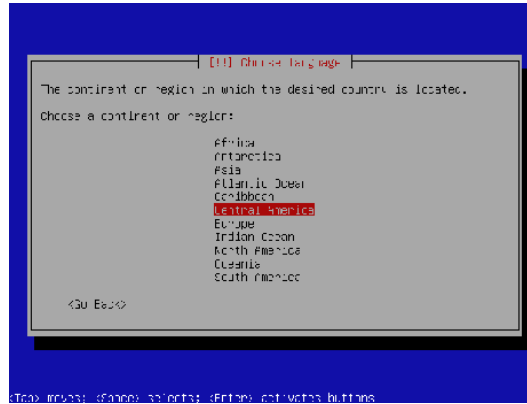 [!!] Choose language
The continent or region in which the desired country is located.
Choose a continent or region:
Africa
Antarctica
Asia
Atlantic Ocean
Caribbean
Central America
Europe
Indian Ocean
North America
Oceania
South America
<Go Back>
<Tab> moves; <Space> selects; <Enter> activates buttons